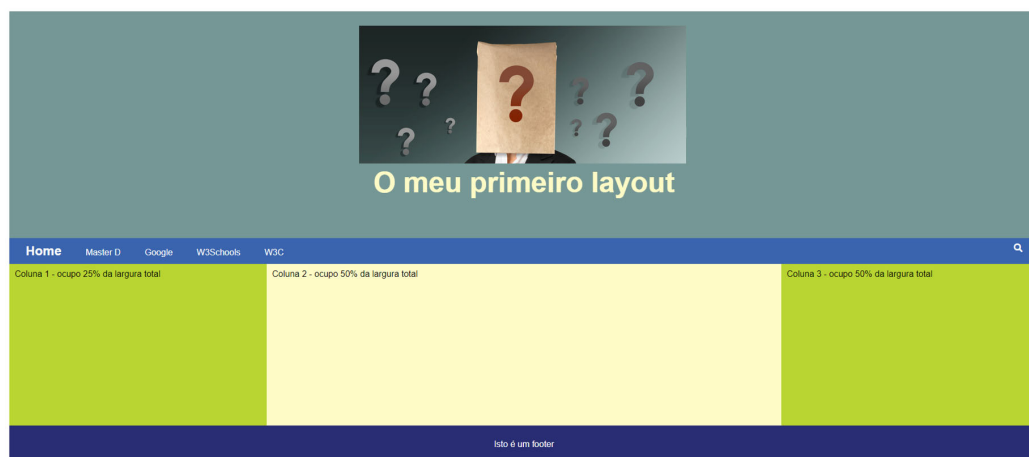 ? ? ? ? ? ? ? ? ?
O meu primeiro layout
Home Master D Google W3Schools W3C
Coluna 1 - ocupo 25% da largura total
Coluna 2 - ocupo 50% da largura total
Coluna 3 - ocupo 50% da largura total
Isto é um footer